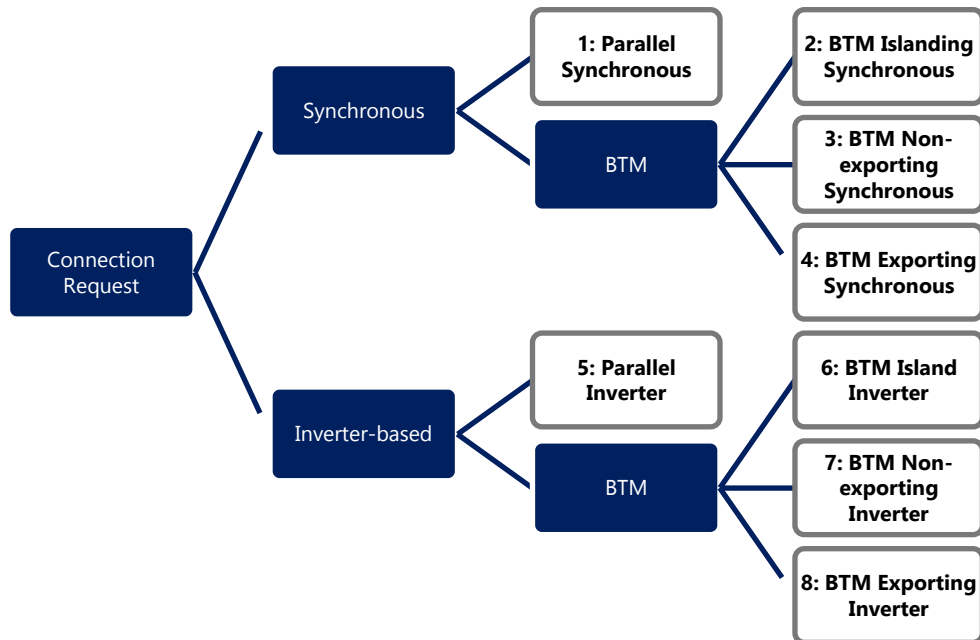 1: Parallel
Synchronous
2: BTM Islanding
Synchronous
Synchronous
3: BTM Non-
exporting
Synchronous
BTM
4: BTM Exporting
Synchronous
Connection
Request
5: Parallel
Inverter
6: BTM Island
Inverter
Inverter-based
7: BTM Non-
exporting
Inverter
BTM
8: BTM Exporting
Inverter